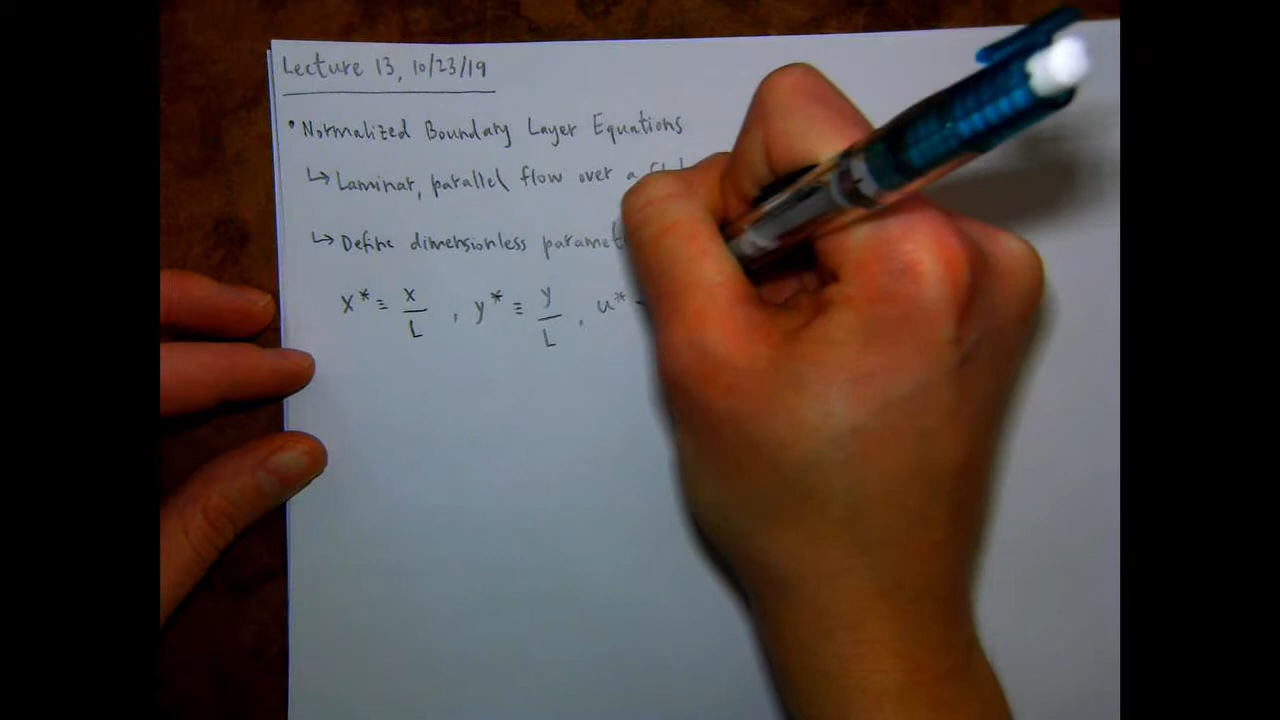 Lecture 13, 10/23/19
• Normalized Boundary Layer Equations
↳ Laminar, parallel flow over a
↳ Define dimensionless
x* ≡ x/L , y* ≡ y/L , u*